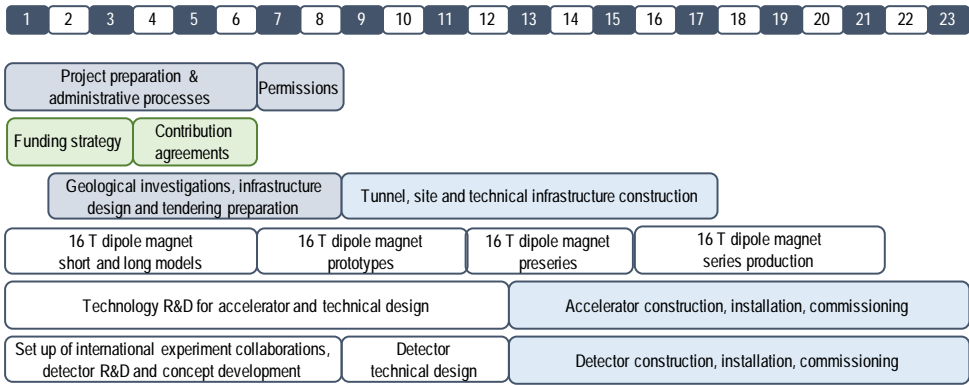 1 2 3 4 5 6 7 8 9 10 11 12 13 14 15 16 17 18 19 20 21 22 23
Project preparation &
administrative processes
Permissions
Funding strategy
Contribution
agreements
Geological investigations, infrastructure
design and tendering preparation
Tunnel, site and technical infrastructure construction
16 T dipole magnet
short and long models
16 T dipole magnet
prototypes
16 T dipole magnet
preseries
16 T dipole magnet
series production
Technology R&D for accelerator and technical design
Accelerator construction, installation, commissioning
Set up of international experiment collaborations,
detector R&D and concept development
Detector
technical design
Detector construction, installation, commissioning